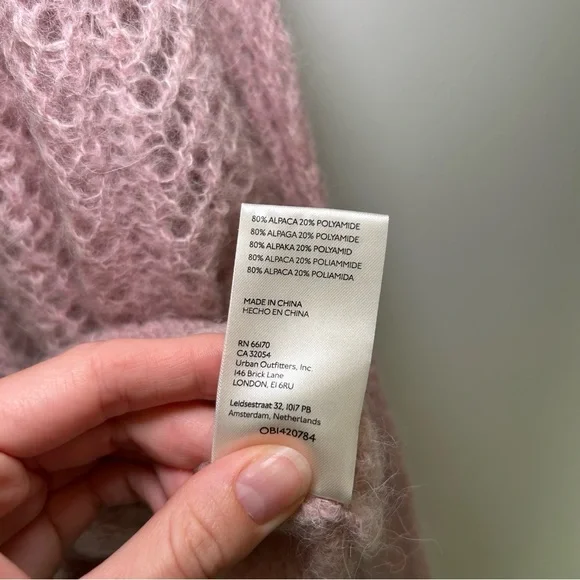 80% ALPACA 20% POLYAMIDE
80% ALPAGA 20% POLYAMIDE
80% ALPAKA 20% POLYAMID
80% ALPACA 20% POLIAMMIDE
80% ALPACA 20% POLIAMIDA
MADE IN CHINA
HECHO EN CHINA
RN 66170
CA 32054
Urban Outfitters, Inc
146 Brick Lane
LONDON, E1 6RU
Leidsestraat 32, 1017 PB
Amsterdam, Netherlands
OB1420784